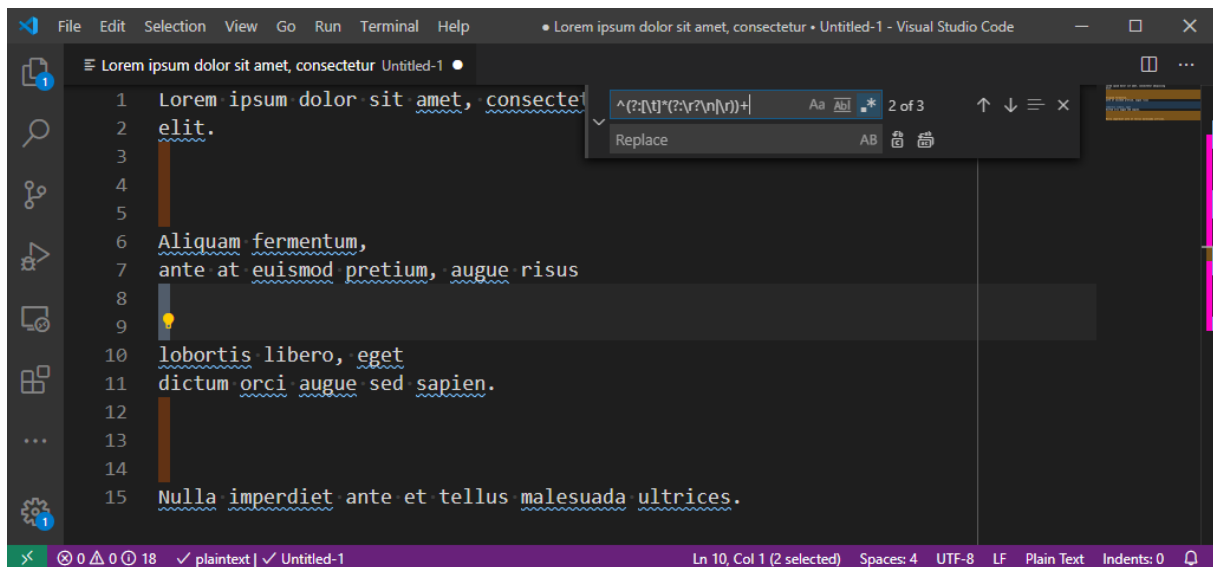 File Edit Selection View Go Run Terminal Help ● Lorem ipsum dolor sit amet, consectetur • Untitled-1 - Visual Studio Code
Lorem ipsum dolor sit amet, consectetur Untitled-1 ●
^(?:[\t]*(?:\r?\n|\r))+ Aa Abl .* 2 of 3
Replace AB
1 Lorem·ipsum·dolor·sit·amet,·consectet
2 elit.
3
4
5
6 Aliquam·fermentum,
7 ante·at·euismod·pretium,·augue·risus
8
9
10 lobortis·libero,·eget
11 dictum·orci·augue·sed·sapien.
12
13
14
15 Nulla·imperdiet·ante·et·tellus·malesuada·ultrices.
1
1
0 0 18 ✓ plaintext | ✓ Untitled-1 Ln 10, Col 1 (2 selected) Spaces: 4 UTF-8 LF Plain Text Indents: 0